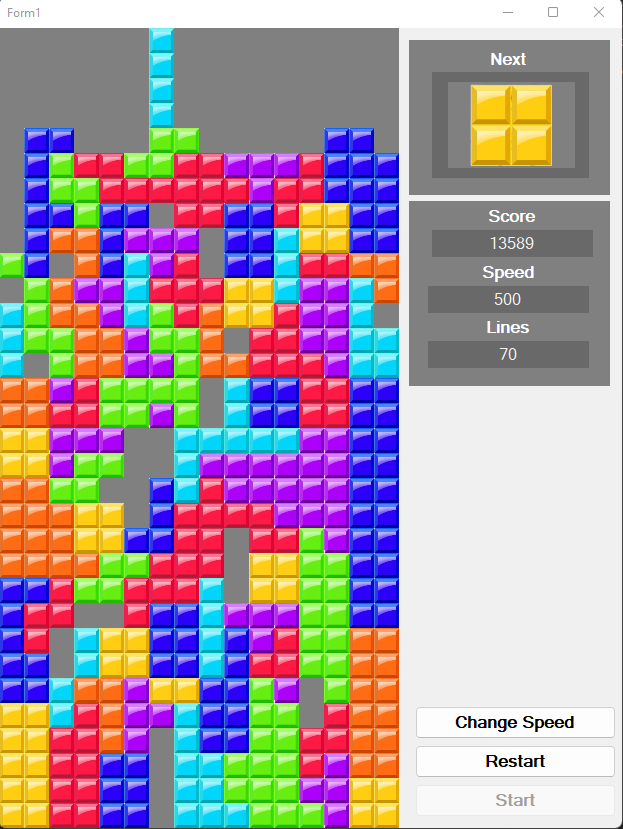 Form1
Next
Score
13589
Speed
500
Lines
70
Change Speed
Restart
Start